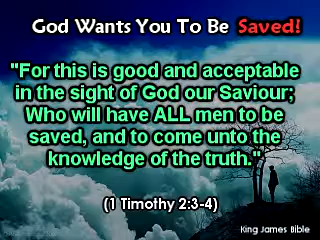 God Wants You To Be Saved!
"For this is good and acceptable
in the sight of God our Saviour;
Who will have ALL men to be
saved, and to come unto the
knowledge of the truth."
(1 Timothy 2:3-4)
King James Bible